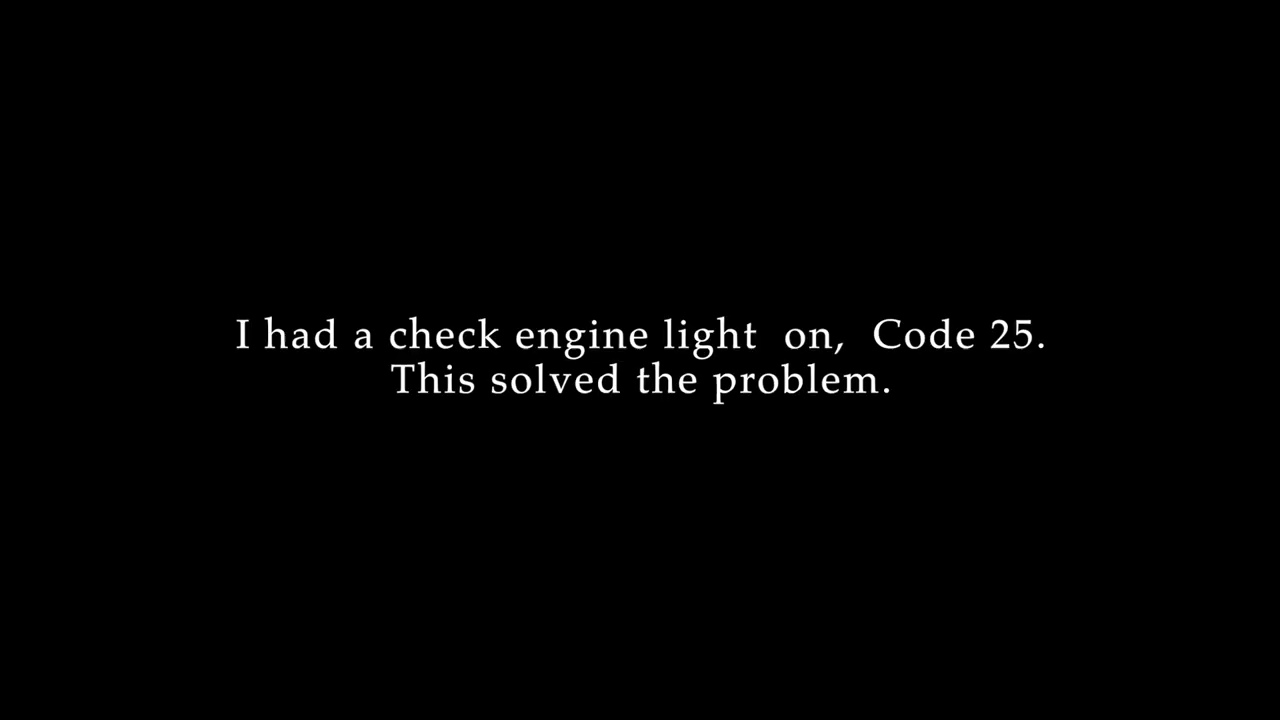 I had a check engine light  on,  Code 25.
This solved the problem.